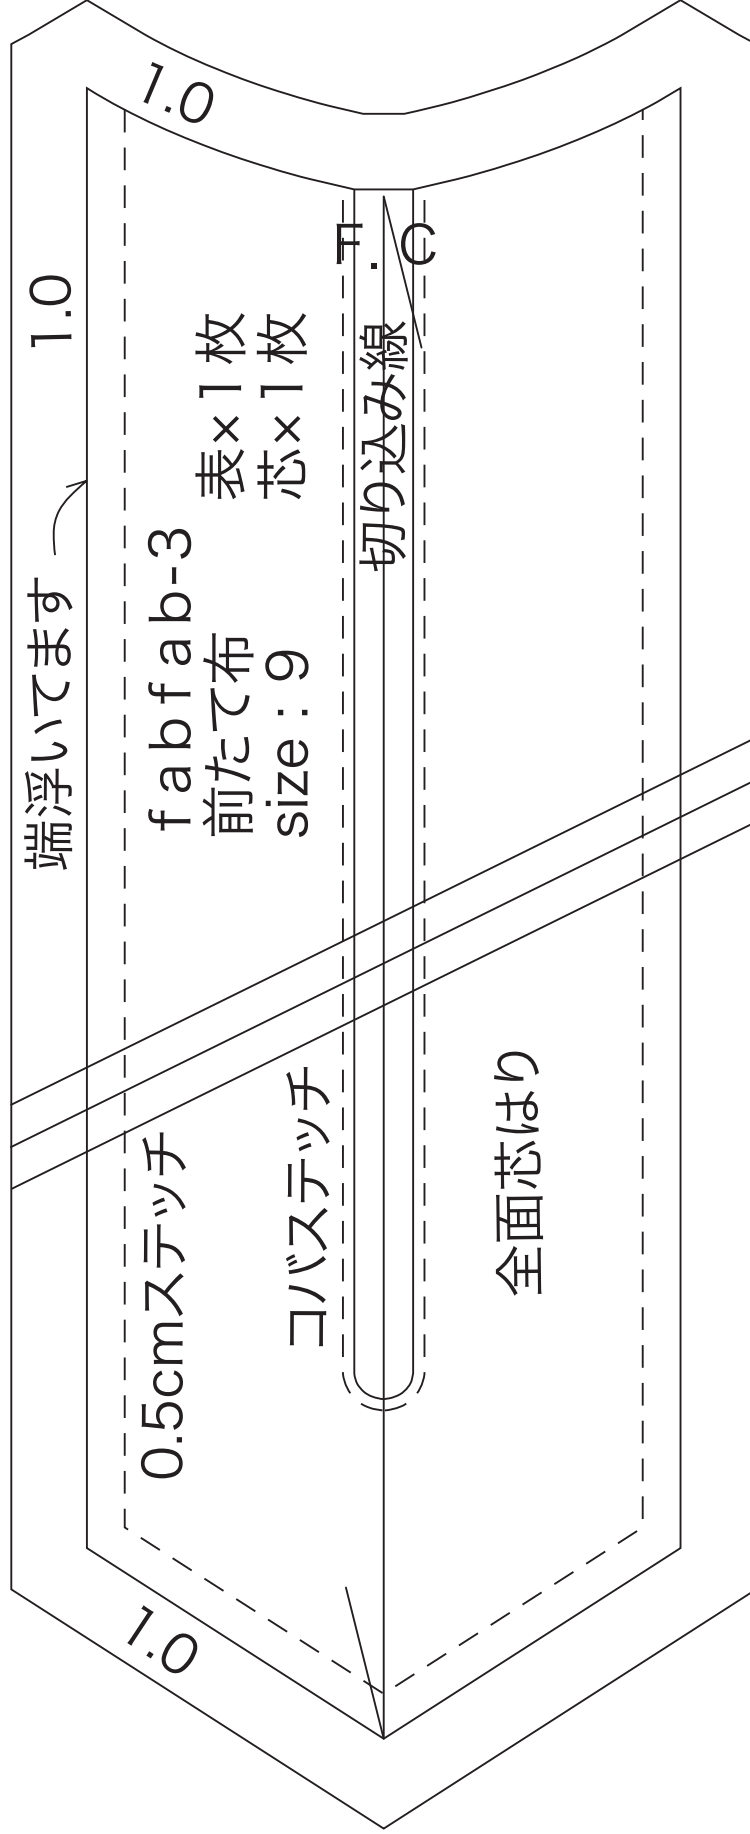 1.0
F.C
1.0
端浮いてます
fabfab-3
前たて布
size：9
表×1枚
芯×1枚
切り込み線
0.5cmステッチ
コバステッチ
全面芯はり
1.0